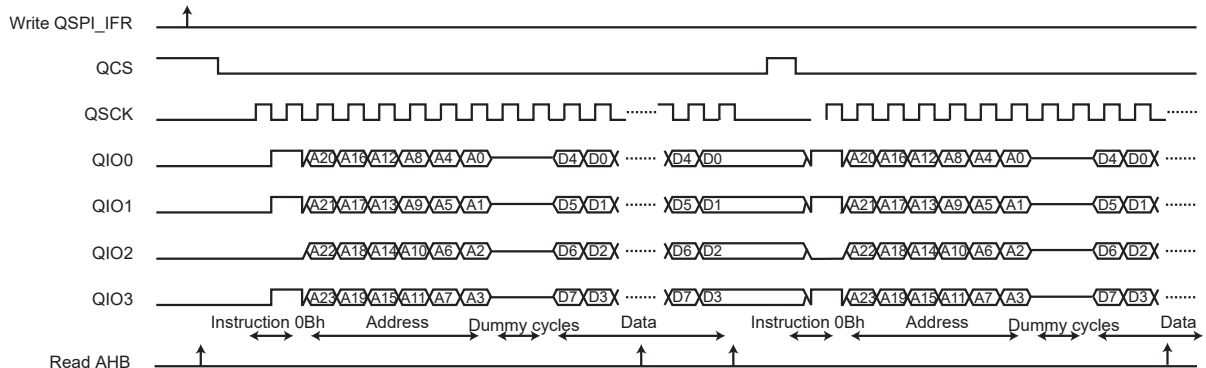 Write QSPI_IFR
QCS
QSCK
QIO0 A20 A16 A12 A8 A4 A0 D4 D0 D4 D0 A20 A16 A12 A8 A4 A0 D4 D0
QIO1 A21 A17 A13 A9 A5 A1 D5 D1 D5 D1 A21 A17 A13 A9 A5 A1 D5 D1
QIO2 A22 A18 A14 A10 A6 A2 D6 D2 D6 D2 A22 A18 A14 A10 A6 A2 D6 D2
QIO3 A23 A19 A15 A11 A7 A3 D7 D3 D7 D3 A23 A19 A15 A11 A7 A3 D7 D3
Instruction 0Bh Address Dummy cycles Data Instruction 0Bh Address Dummy cycles Data
Read AHB